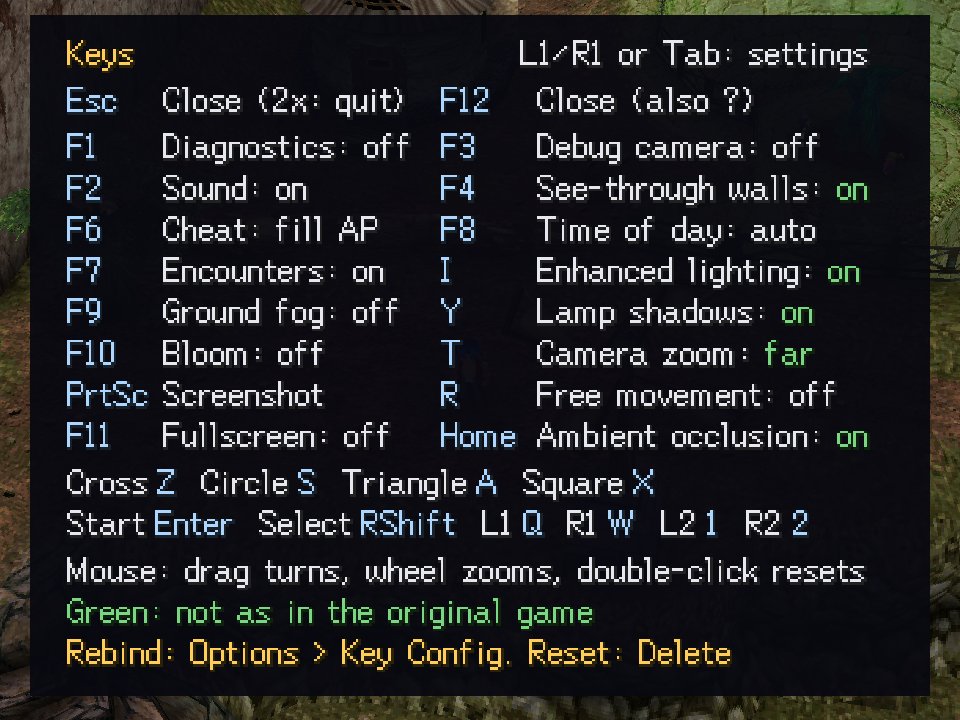 Keys L1/R1 or Tab: settings
Esc Close (2x: quit) F12 Close (also ?)
F1 Diagnostics: off F3 Debug camera: off
F2 Sound: on F4 See-through walls: on
F6 Cheat: fill AP F8 Time of day: auto
F7 Encounters: on I Enhanced lighting: on
F9 Ground fog: off Y Lamp shadows: on
F10 Bloom: off T Camera zoom: far
PrtSc Screenshot R Free movement: off
F11 Fullscreen: off Home Ambient occlusion: on
Cross Z Circle S Triangle A Square X
Start Enter Select RShift L1 Q R1 W L2 1 R2 2
Mouse: drag turns, wheel zooms, double-click resets
Green: not as in the original game
Rebind: Options > Key Config. Reset: Delete